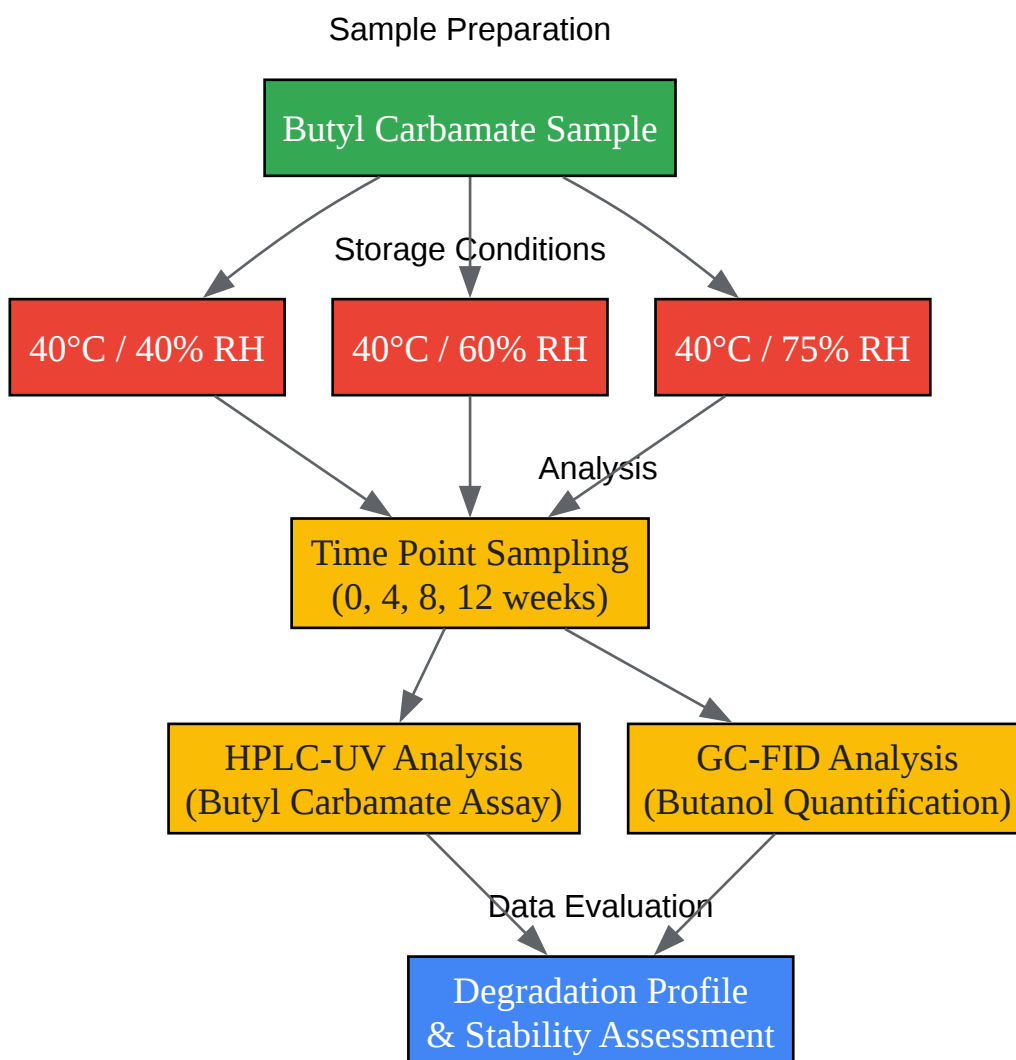 Sample Preparation
Butyl Carbamate Sample
Storage Conditions
40°C / 40% RH
40°C / 60% RH
40°C / 75% RH
Analysis
Time Point Sampling
(0, 4, 8, 12 weeks)
HPLC-UV Analysis
(Butyl Carbamate Assay)
GC-FID Analysis
(Butanol Quantification)
Data Evaluation
Degradation Profile
& Stability Assessment